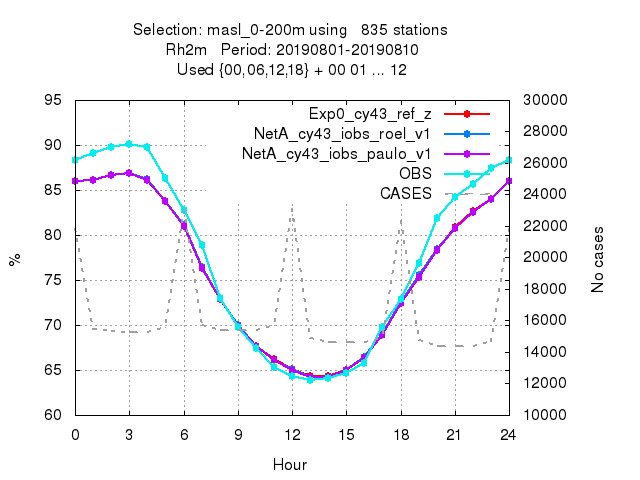 Selection: masl_0-200m using   835 stations
Rh2m   Period: 20190801-20190810
Used {00,06,12,18} + 00 01 ... 12
95 30000
Exp0_cy43_ref_z
28000
NetA_cy43_iobs_roel_v1
90
NetA_cy43_iobs_paulo_v1
26000
OBS
85
CASES
24000
80
22000
20000
% 75 No cases
18000
70
16000
14000
65
12000
60 10000
0 3 6 9 12 15 18 21 24
Hour